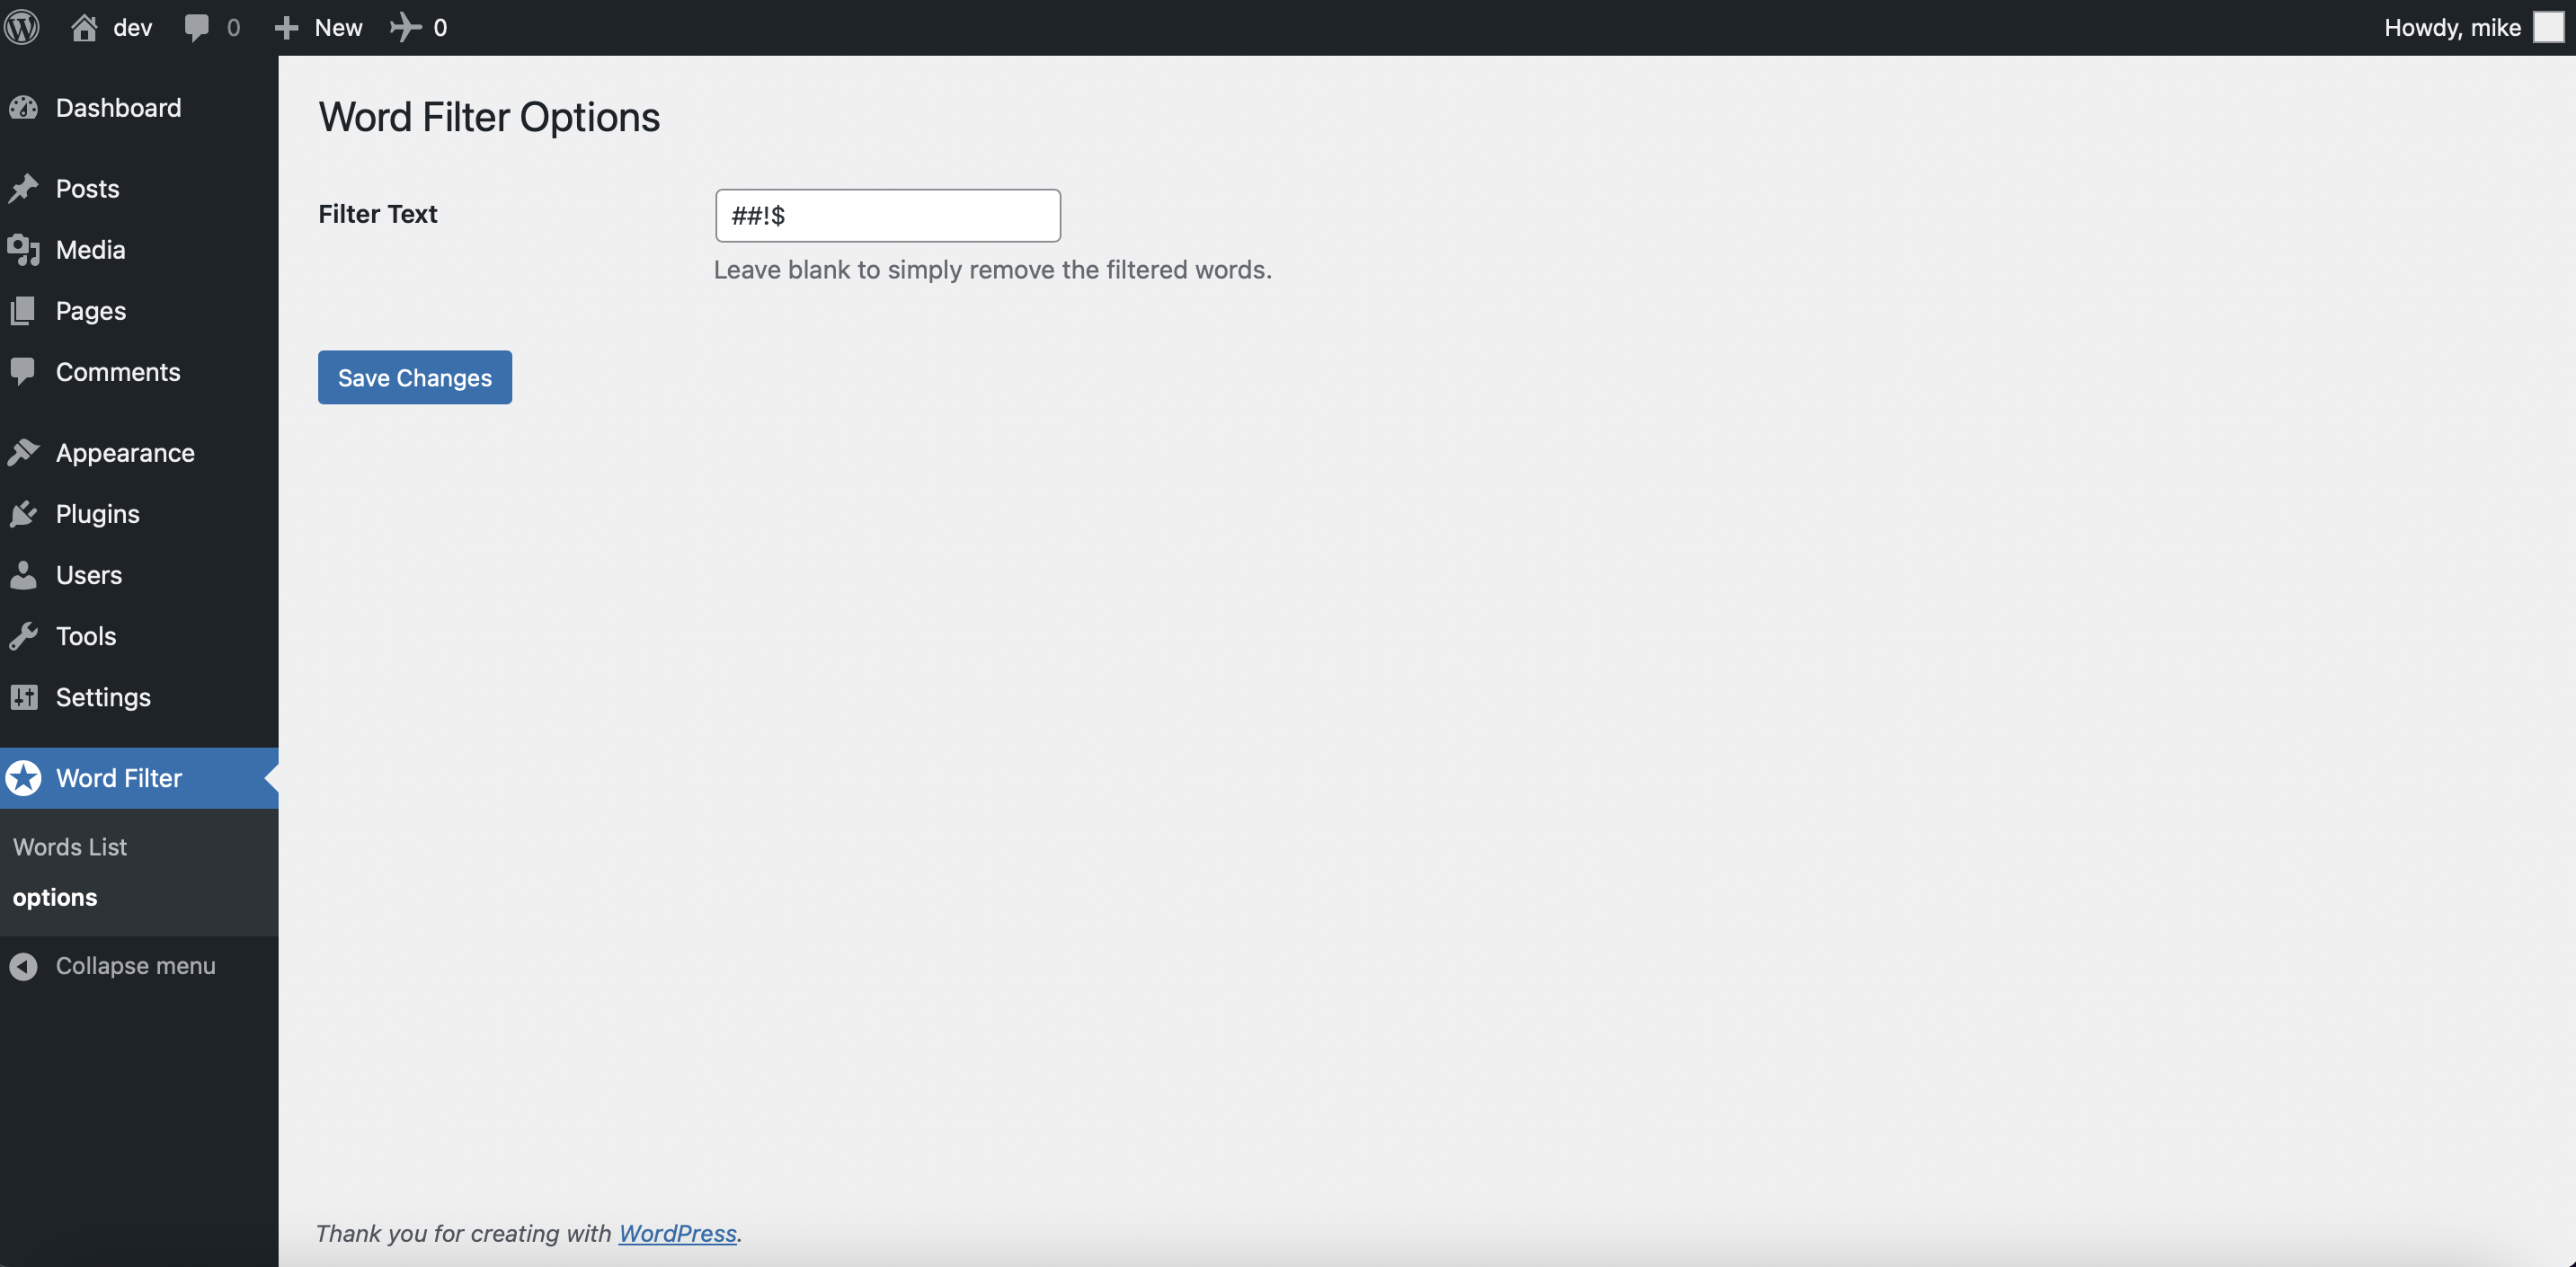 dev 0 New 0 Howdy, mike
Dashboard
Posts
Media
Pages
Comments
Appearance
Plugins
Users
Tools
Settings
Word Filter
Words List
options
Collapse menu
Word Filter Options
Filter Text ##!$
Leave blank to simply remove the filtered words.
Save Changes
Thank you for creating with WordPress.